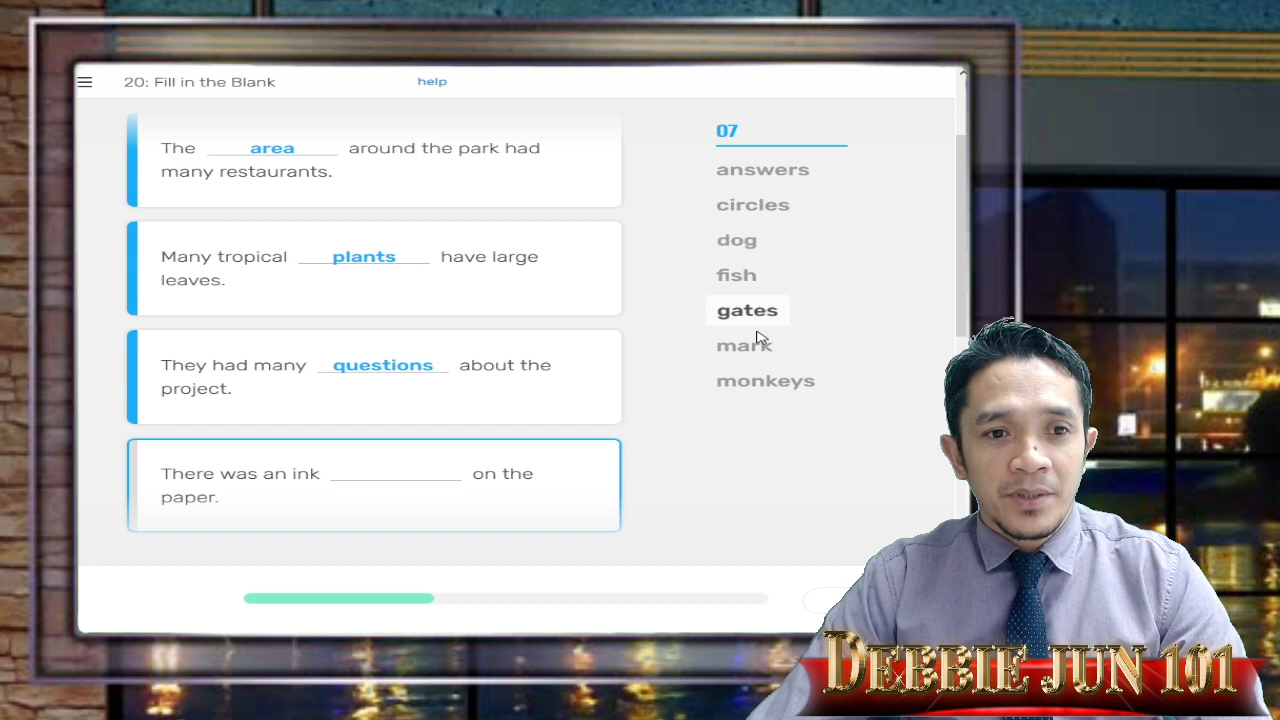 20: Fill in the Blank
help
The area around the park had
many restaurants.
Many tropical plants have large
leaves.
They had many questions about the
project.
There was an ink ____________ on the
paper.
07
answers
circles
dog
fish
gates
mark
monkeys
DEBBIE JUN 101